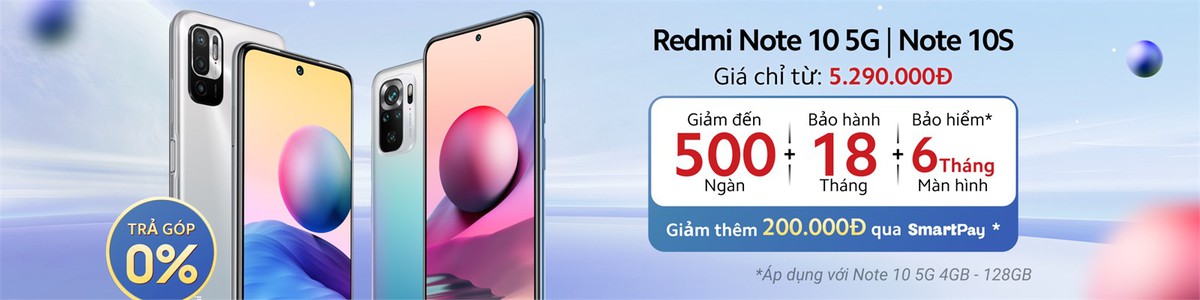 Redmi Note 10 5G | Note 10S
Giá chỉ từ: 5.290.000Đ
Giảm đến
500
Ngàn
+
Bảo hành
18
Tháng
+
Bảo hiểm*
6 Tháng
Màn hình
Giảm thêm 200.000Đ qua SmartPay *
*Áp dụng với Note 10 5G 4GB - 128GB
TRẢ GÓP
0%